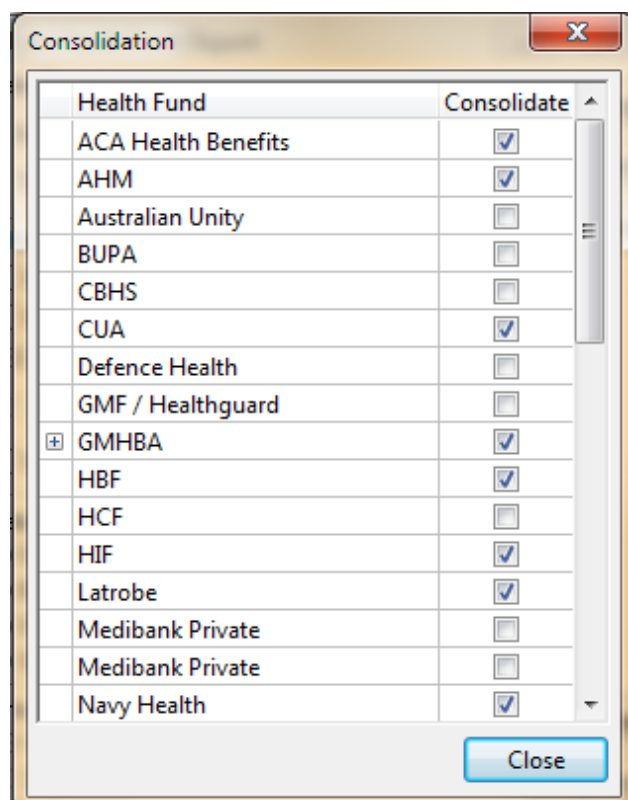 Consolidation
Health Fund Consolidate
ACA Health Benefits
AHM
Australian Unity
BUPA
CBHS
CUA
Defence Health
GMF / Healthguard
GMHBA
HBF
HCF
HIF
Latrobe
Medibank Private
Medibank Private
Navy Health
Close